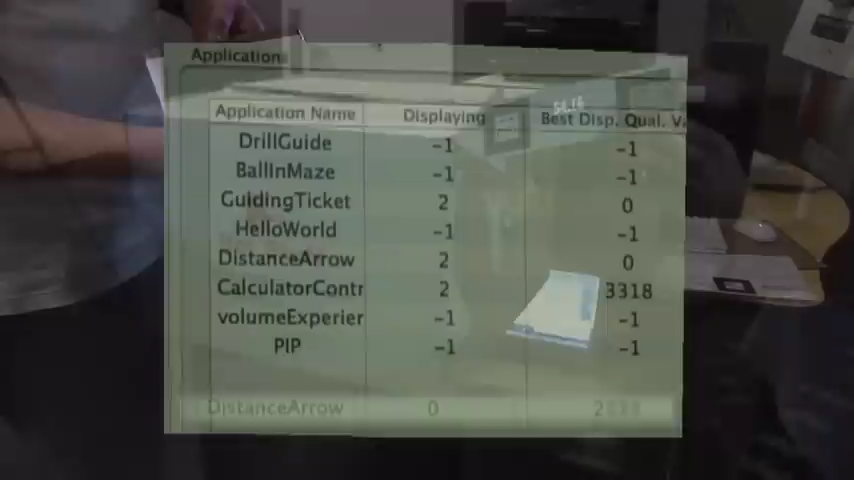 Application
Application Name Displaying Best Disp. Qual. V
DrillGuide -1 -1
BallInMaze -1 -1
GuidingTicket 2 0
HelloWorld -1 -1
DistanceArrow 2 0
CalculatorContr 2 3318
volumeExperier -1 -1
PIP -1 -1
DistanceArrow 0